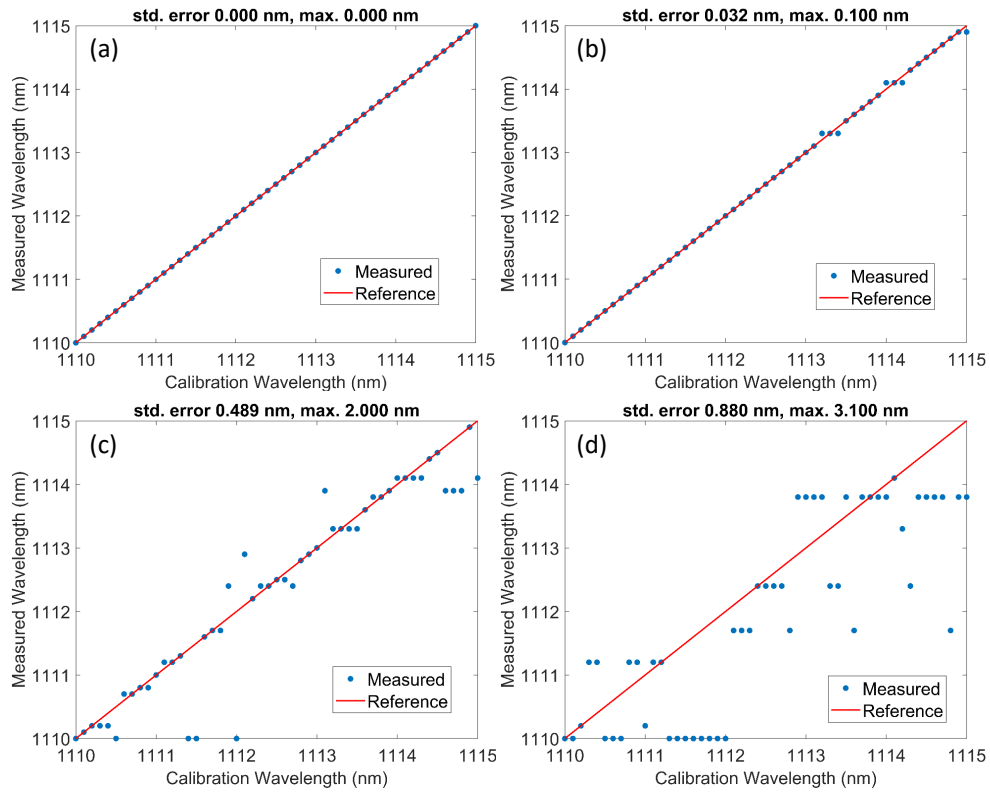 std. error 0.000 nm, max. 0.000 nm
(a)
Measured Wavelength (nm)
1115
1114
1113
1112
1111
1110
Measured
Reference
1110 1111 1112 1113 1114 1115
Calibration Wavelength (nm)
std. error 0.032 nm, max. 0.100 nm
(b)
Measured Wavelength (nm)
1115
1114
1113
1112
1111
1110
Measured
Reference
1110 1111 1112 1113 1114 1115
Calibration Wavelength (nm)
std. error 0.489 nm, max. 2.000 nm
(c)
Measured Wavelength (nm)
1115
1114
1113
1112
1111
1110
Measured
Reference
1110 1111 1112 1113 1114 1115
Calibration Wavelength (nm)
std. error 0.880 nm, max. 3.100 nm
(d)
Measured Wavelength (nm)
1115
1114
1113
1112
1111
1110
Measured
Reference
1110 1111 1112 1113 1114 1115
Calibration Wavelength (nm)